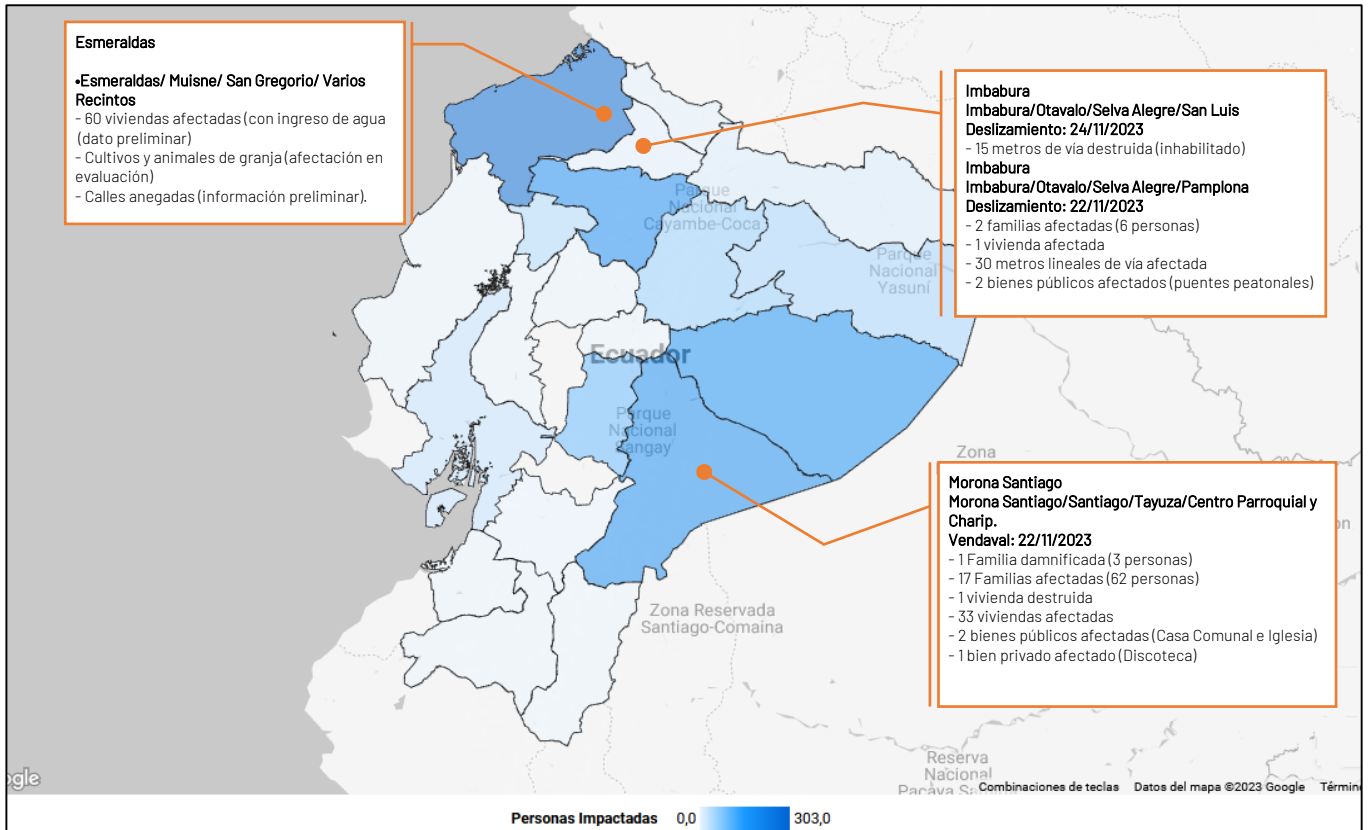 Esmeraldas
•Esmeraldas/ Muisne/ San Gregorio/ Varios
Recintos
- 60 viviendas afectadas (con ingreso de agua
(dato preliminar)
- Cultivos y animales de granja (afectación en
evaluación)
- Calles anegadas (información preliminar).
Imbabura
Imbabura/Otavalo/Selva Alegre/San Luis
Deslizamiento: 24/11/2023
- 15 metros de vía destruida (inhabilitado)
Imbabura
Imbabura/Otavalo/Selva Alegre/Pamplona
Deslizamiento: 22/11/2023
- 2 familias afectadas (6 personas)
- 1 vivienda afectada
- 30 metros lineales de vía afectada
- 2 bienes públicos afectados (puentes peatonales)
Parque
Nacional
Cayambe-Coca
Parque
Nacional
Yasuní
Ecuador
Parque
Nacional
Sangay
Zona
Morona Santiago
Morona Santiago/Santiago/Tayuza/Centro Parroquial y
Charip.
Vendaval: 22/11/2023
- 1 Familia damnificada (3 personas)
- 17 Familias afectadas (62 personas)
- 1 vivienda destruida
- 33 viviendas afectadas
- 2 bienes públicos afectadas (Casa Comunal e Iglesia)
- 1 bien privado afectado (Discoteca)
Zona Reservada
Santiago-Comaina
Reserva
Nacional
Pacaya
Combinaciones de teclas Datos del mapa ©2023 Google
Personas Impactadas 0,0 303,0